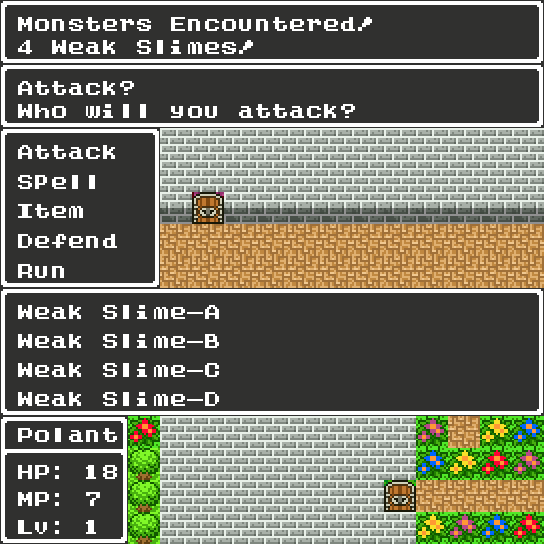 Monsters Encountered!
4 Weak Slimes!
Attack?
Who will you attack?
Attack
SPell
Item
Defend
Run
Weak Slime—A
Weak Slime—B
Weak Slime—C
Weak Slime—D
Polant
HP: 18
MP: 7
Lv: 1